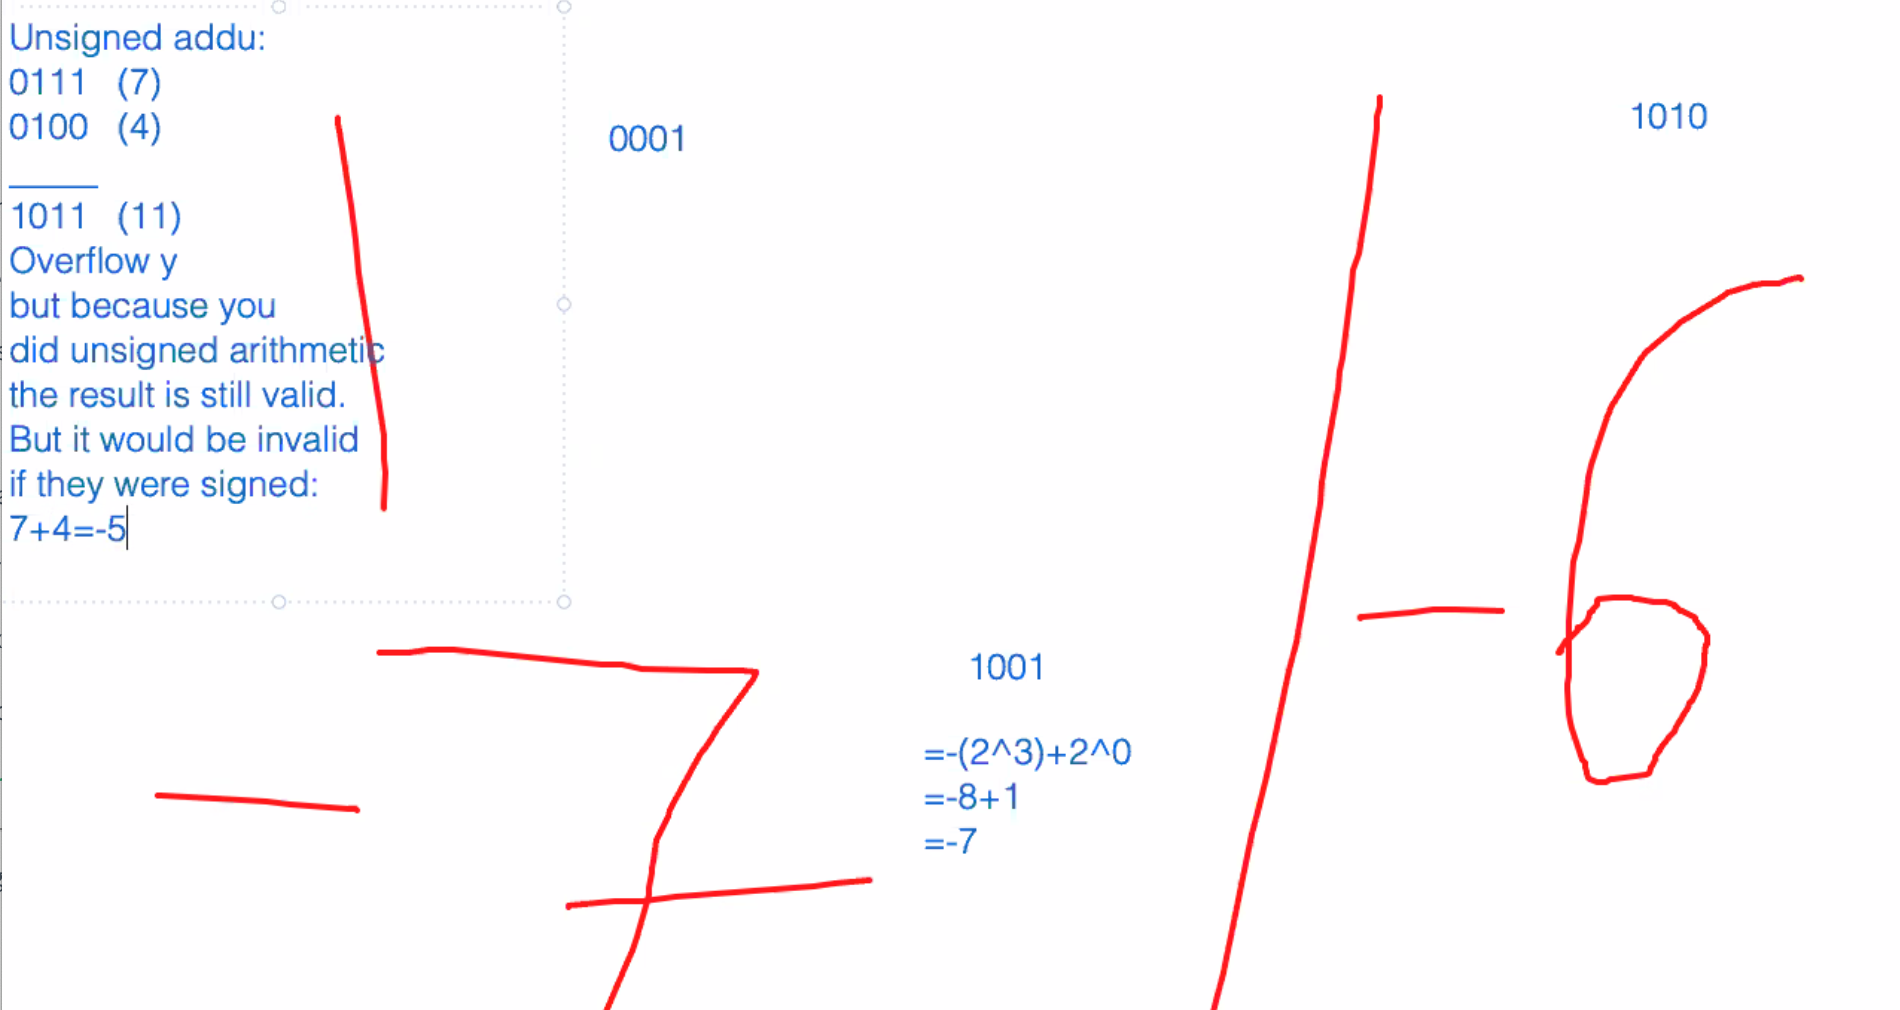 Unsigned addu:
0111 (7)
0100 (4)
_____
1011 (11)
Overflow y
but because you
did unsigned arithmetic
the result is still valid.
But it would be invalid
if they were signed:
7+4=-5
0001
1
-7
1001
=-(2^3)+2^0
=-8+1
=-7
1010
-6